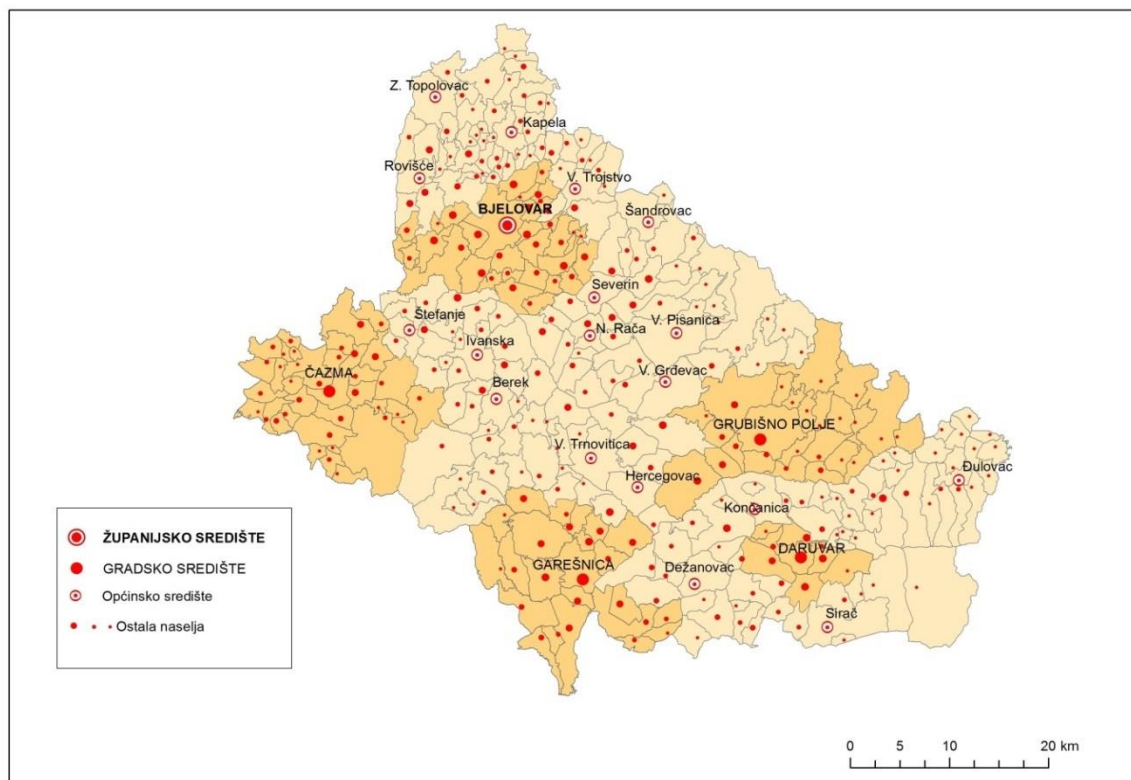 Z. Topolovac
Kapela
Rovišće
V. Trojstvo
Šandrovac
BJELOVAR
Severin
Štefanje
N. Rača
V. Pisanica
Ivanska
ČAZMA
Berek
V. Grđevac
GRUBIŠNO POLJE
V. Trnovitica
Hercegovac
Đulovac
Končanica
DARUVAR
GAREŠNICA
Dežanovac
Sirač
ŽUPANIJSKO SREDIŠTE
GRADSKO SREDIŠTE
Općinsko središte
Ostala naselja
0 5 10 20 km